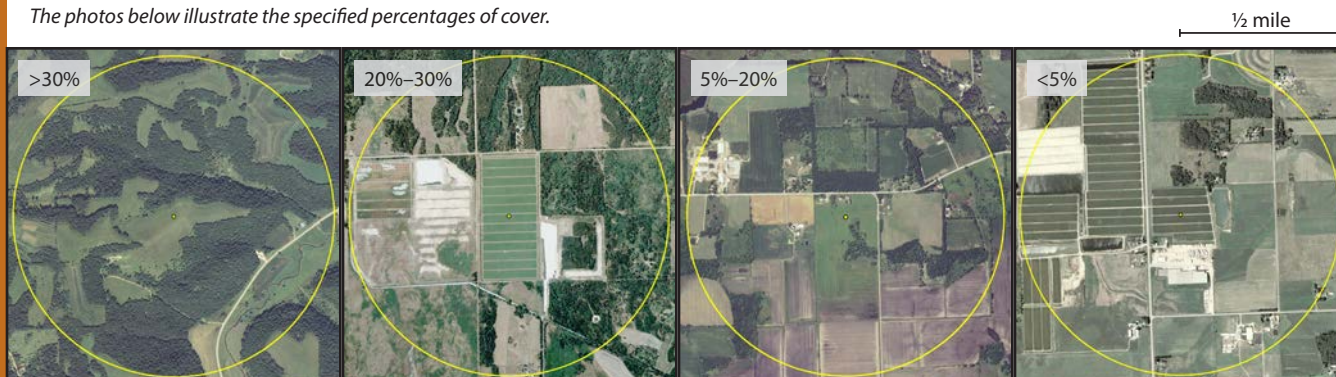 The photos below illustrate the specified percentages of cover.
½ mile
>30%
20%–30%
5%–20%
<5%